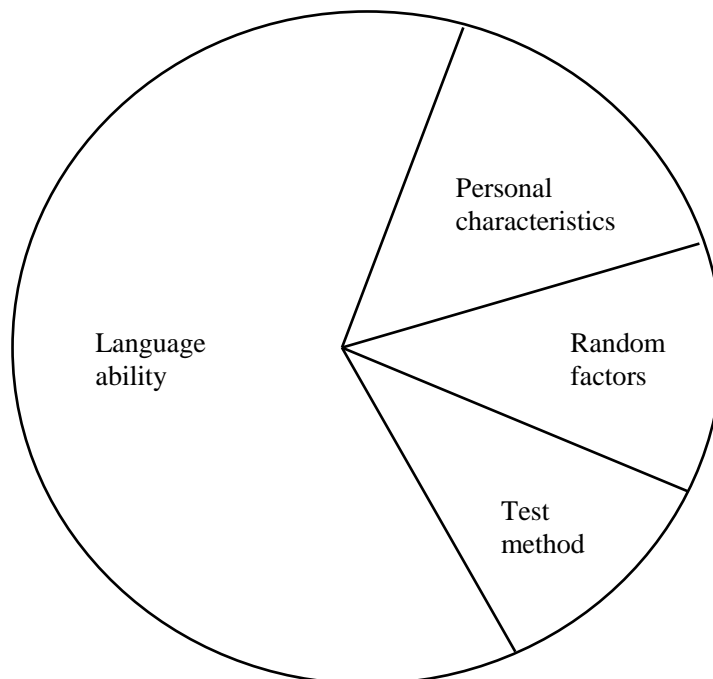 Personal
characteristics
Language
ability
Random
factors
Test
method